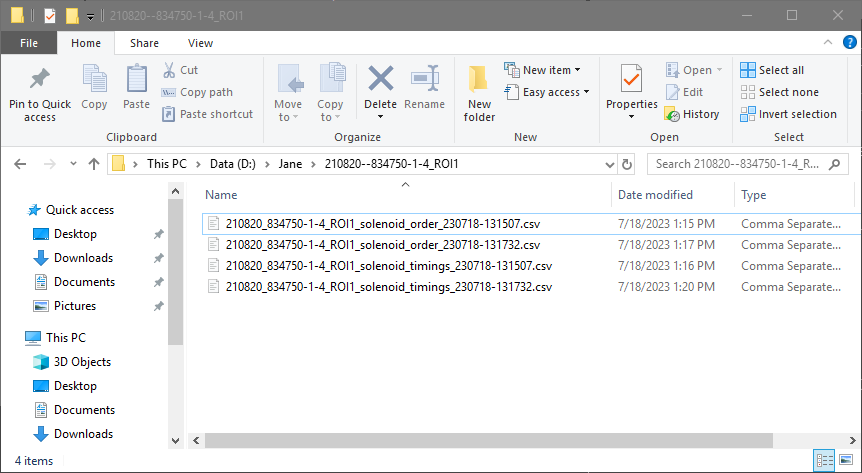 210820--834750-1-4_ROI1
File Home Share View
Pin to Quick access
Copy
Paste
Cut
Copy path
Paste shortcut
Clipboard
Move to
Copy to
Delete
Rename
Organize
New folder
New item
Easy access
New
Properties
Open
Edit
History
Open
Select all
Select none
Invert selection
Select
This PC Data (D:) Jane 210820--834750-1-4_ROI1
Search 210820--834750-1-4_R...
Name Date modified Type
Quick access
Desktop
Downloads
Documents
Pictures
This PC
3D Objects
Desktop
Documents
Downloads
210820_834750-1-4_ROI1_solenoid_order_230718-131507.csv 7/18/2023 1:15 PM Comma Separate...
210820_834750-1-4_ROI1_solenoid_order_230718-131732.csv 7/18/2023 1:17 PM Comma Separate...
210820_834750-1-4_ROI1_solenoid_timings_230718-131507.csv 7/18/2023 1:16 PM Comma Separate...
210820_834750-1-4_ROI1_solenoid_timings_230718-131732.csv 7/18/2023 1:20 PM Comma Separate...
4 items